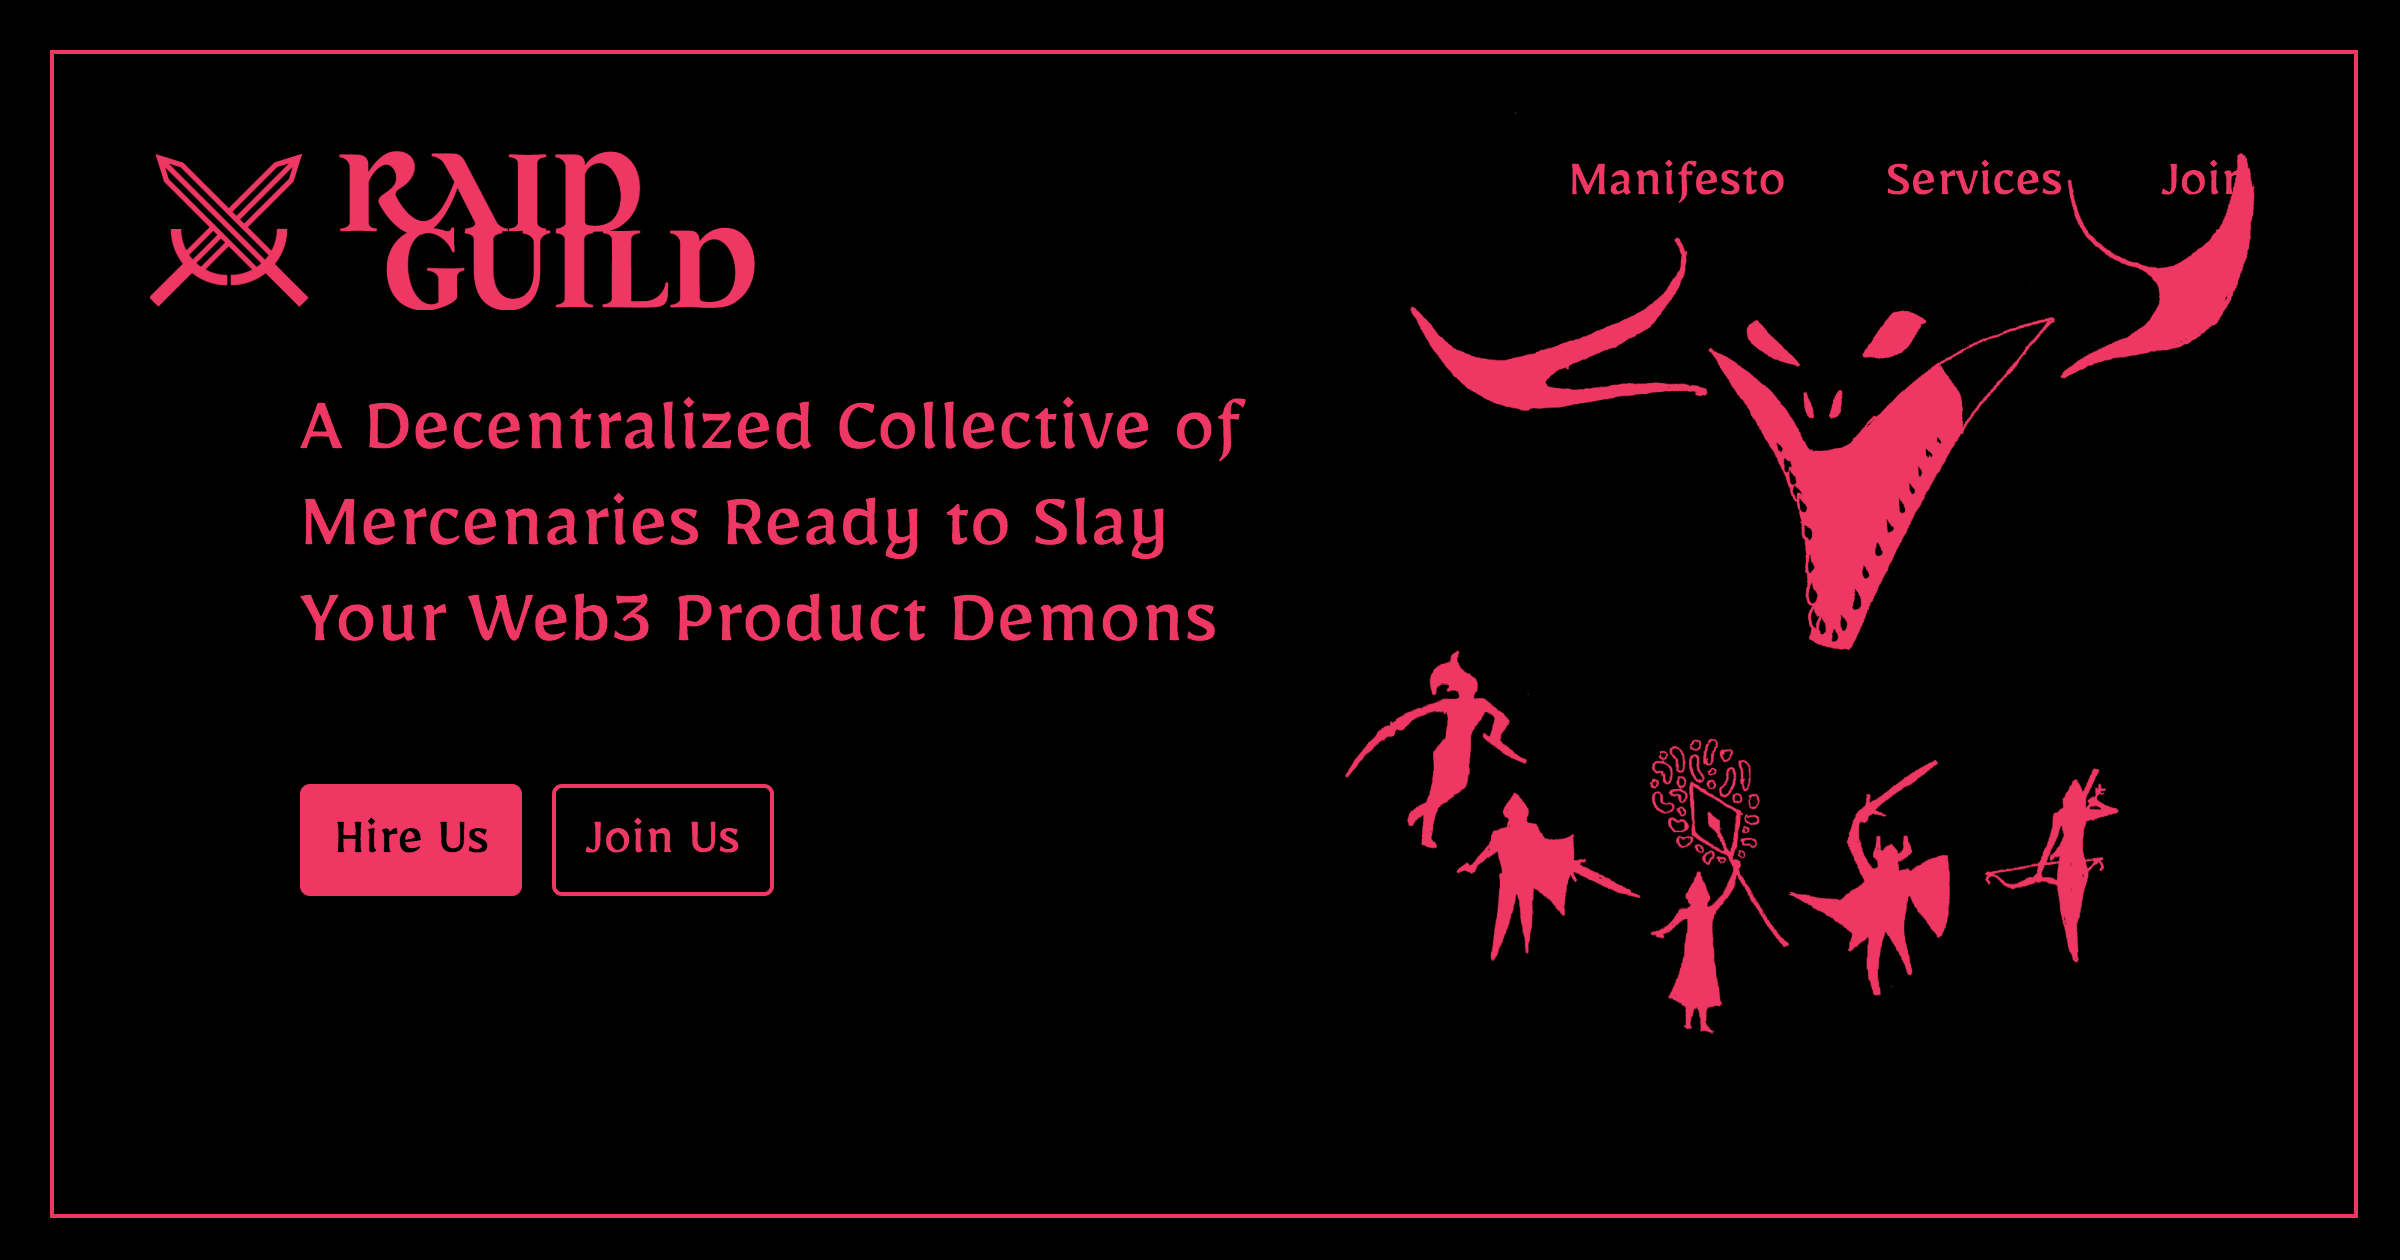 RAID
GUILD
Manifesto
Services
Join
A Decentralized Collective of
Mercenaries Ready to Slay
Your Web3 Product Demons
Hire Us
Join Us